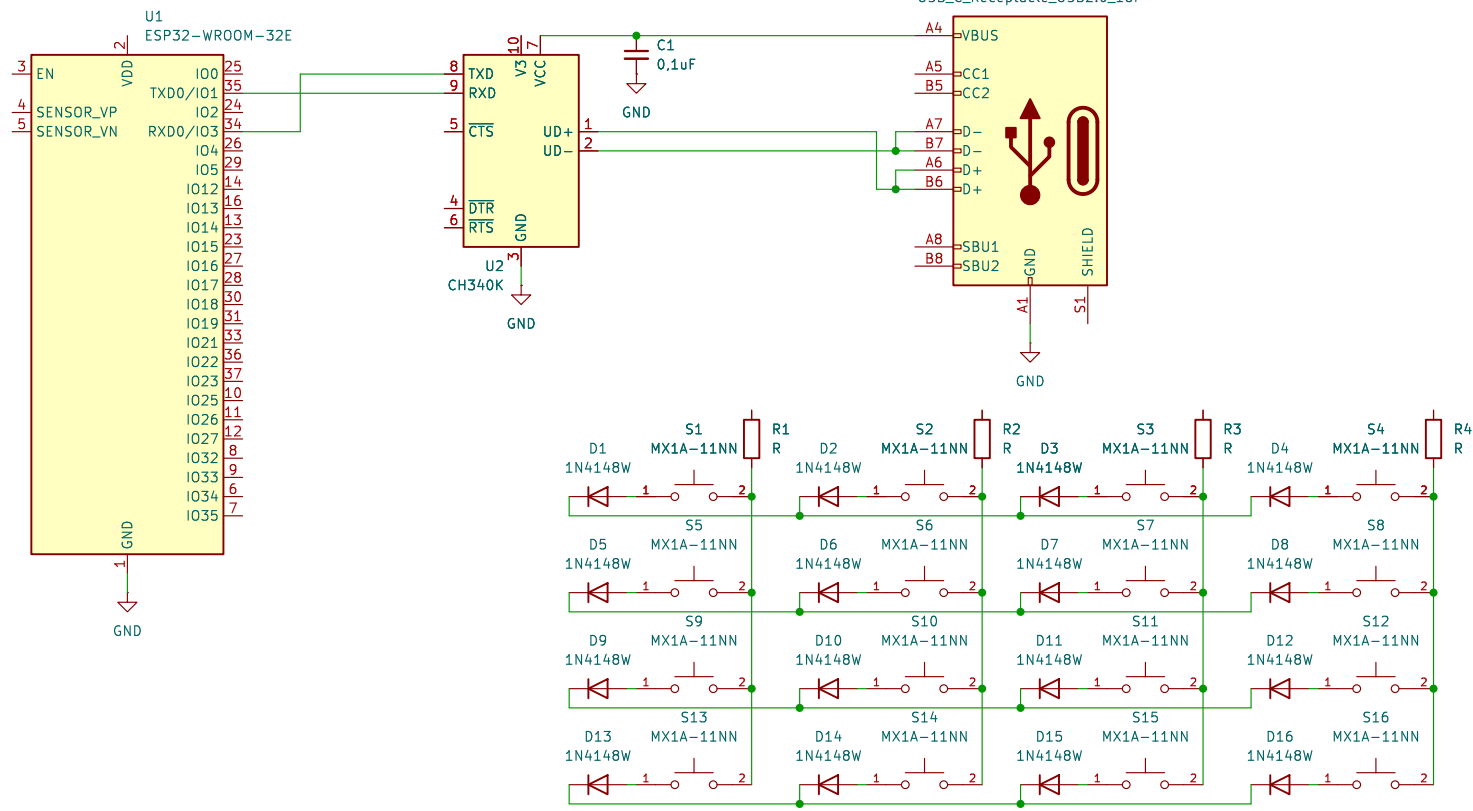 USB_C_Receptacle_USB2.0_16P
U1
ESP32-WROOM-32E
2
VDD
3 EN
4 SENSOR_VP
5 SENSOR_VN
IO0 25
TXD0/IO1 35
IO2 24
RXD0/IO3 34
IO4 26
IO5 29
IO12 14
IO13 16
IO14 13
IO15 23
IO16 27
IO17 28
IO18 30
IO19 31
IO21 33
IO22 36
IO23 37
IO25 10
IO26 11
IO27 12
IO32 8
IO33 9
IO34 6
IO35 7
GND
1
GND
10 7
V3 VCC
8 TXD
9 RXD
5 CTS
4 DTR
6 RTS
UD+ 1
UD- 2
GND
3
U2
CH340K
GND
C1
0,1uF
GND
A4 VBUS
A5 CC1
B5 CC2
A7 D-
B7 D-
A6 D+
B6 D+
A8 SBU1
B8 SBU2
GND SHIELD
A1 S1
GND
S1 R1 S2 R2 S3 R3 S4 R4
D1 MX1A-11NN R D2 MX1A-11NN R D3 MX1A-11NN R D4 MX1A-11NN R
1N4148W 1N4148W 1N4148W 1N4148W
1 2 1 2 1 2 1 2
S5 S6 S7 S8
D5 MX1A-11NN D6 MX1A-11NN D7 MX1A-11NN D8 MX1A-11NN
1N4148W 1N4148W 1N4148W 1N4148W
1 2 1 2 1 2 1 2
S9 S10 S11 S12
D9 MX1A-11NN D10 MX1A-11NN D11 MX1A-11NN D12 MX1A-11NN
1N4148W 1N4148W 1N4148W 1N4148W
1 2 1 2 1 2 1 2
S13 S14 S15 S16
D13 MX1A-11NN D14 MX1A-11NN D15 MX1A-11NN D16 MX1A-11NN
1N4148W 1N4148W 1N4148W 1N4148W
1 2 1 2 1 2 1 2